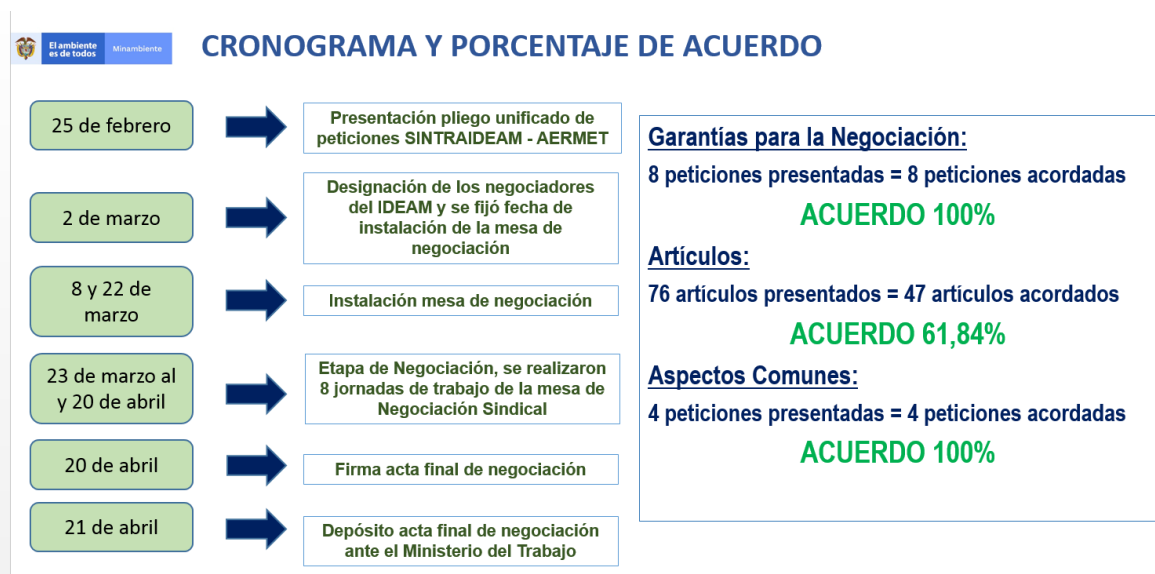 El ambiente
es de todos
Minambiente
CRONOGRAMA Y PORCENTAJE DE ACUERDO
25 de febrero
Presentación pliego unificado de
peticiones SINTRAIDEAM - AERMET
2 de marzo
Designación de los negociadores
del IDEAM y se fijó fecha de
instalación de la mesa de
negociación
8 y 22 de
marzo
Instalación mesa de negociación
23 de marzo al
y 20 de abril
Etapa de Negociación, se realizaron
8 jornadas de trabajo de la mesa de
Negociación Sindical
20 de abril
Firma acta final de negociación
21 de abril
Depósito acta final de negociación
ante el Ministerio del Trabajo
Garantías para la Negociación:
8 peticiones presentadas = 8 peticiones acordadas
ACUERDO 100%
Artículos:
76 artículos presentados = 47 artículos acordados
ACUERDO 61,84%
Aspectos Comunes:
4 peticiones presentadas = 4 peticiones acordadas
ACUERDO 100%